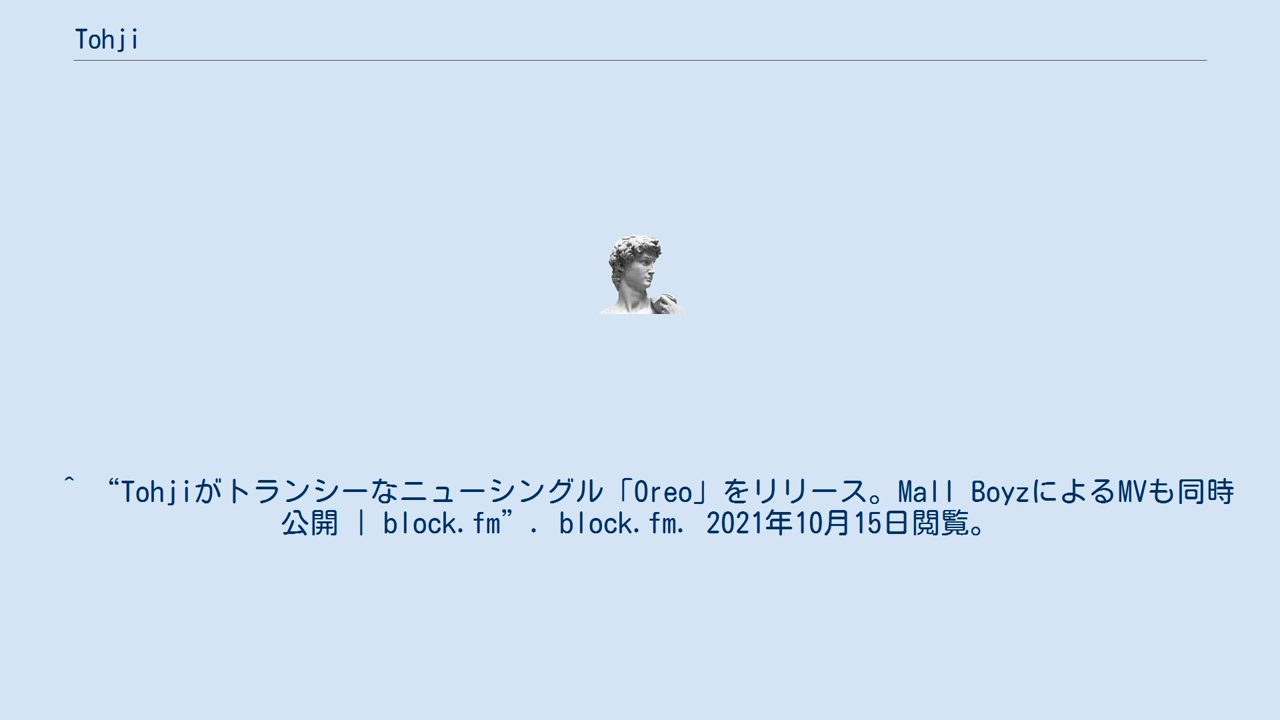 Tohji
^ “Tohjiがトランシーなニューシングル「Oreo」をリリース。Mall BoyzによるMVも同時
公開 | block.fm”. block.fm. 2021年10月15日閲覧。